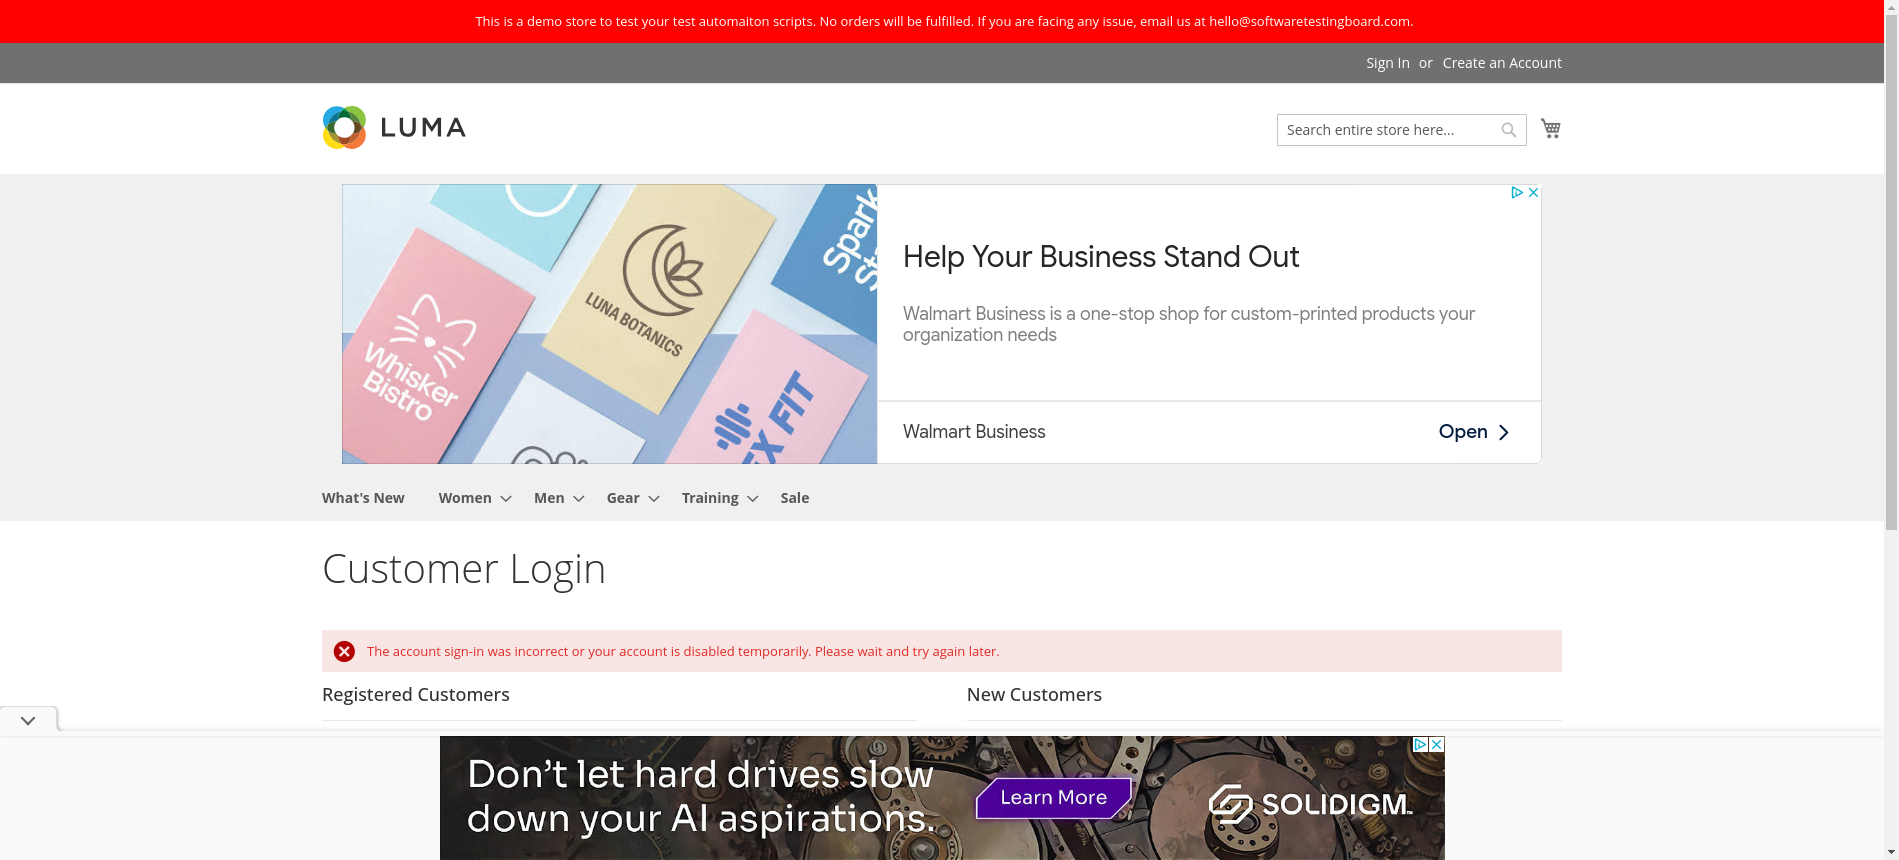 This is a demo store to test your test automaiton scripts. No orders will be fulfilled. If you are facing any issue, email us at hello@softwaretestingboard.com.
Sign In or Create an Account
LUMA
Search entire store here...
Spark
Whisker
Bistro
LUNA BOTANICS
EX FIT
Help Your Business Stand Out
Walmart Business is a one-stop shop for custom-printed products your
organization needs
Walmart Business
Open
What's New Women Men Gear Training Sale
Customer Login
The account sign-in was incorrect or your account is disabled temporarily. Please wait and try again later.
Registered Customers
New Customers
Don't let hard drives slow
down your AI aspirations.
Learn More
SOLIDIGM